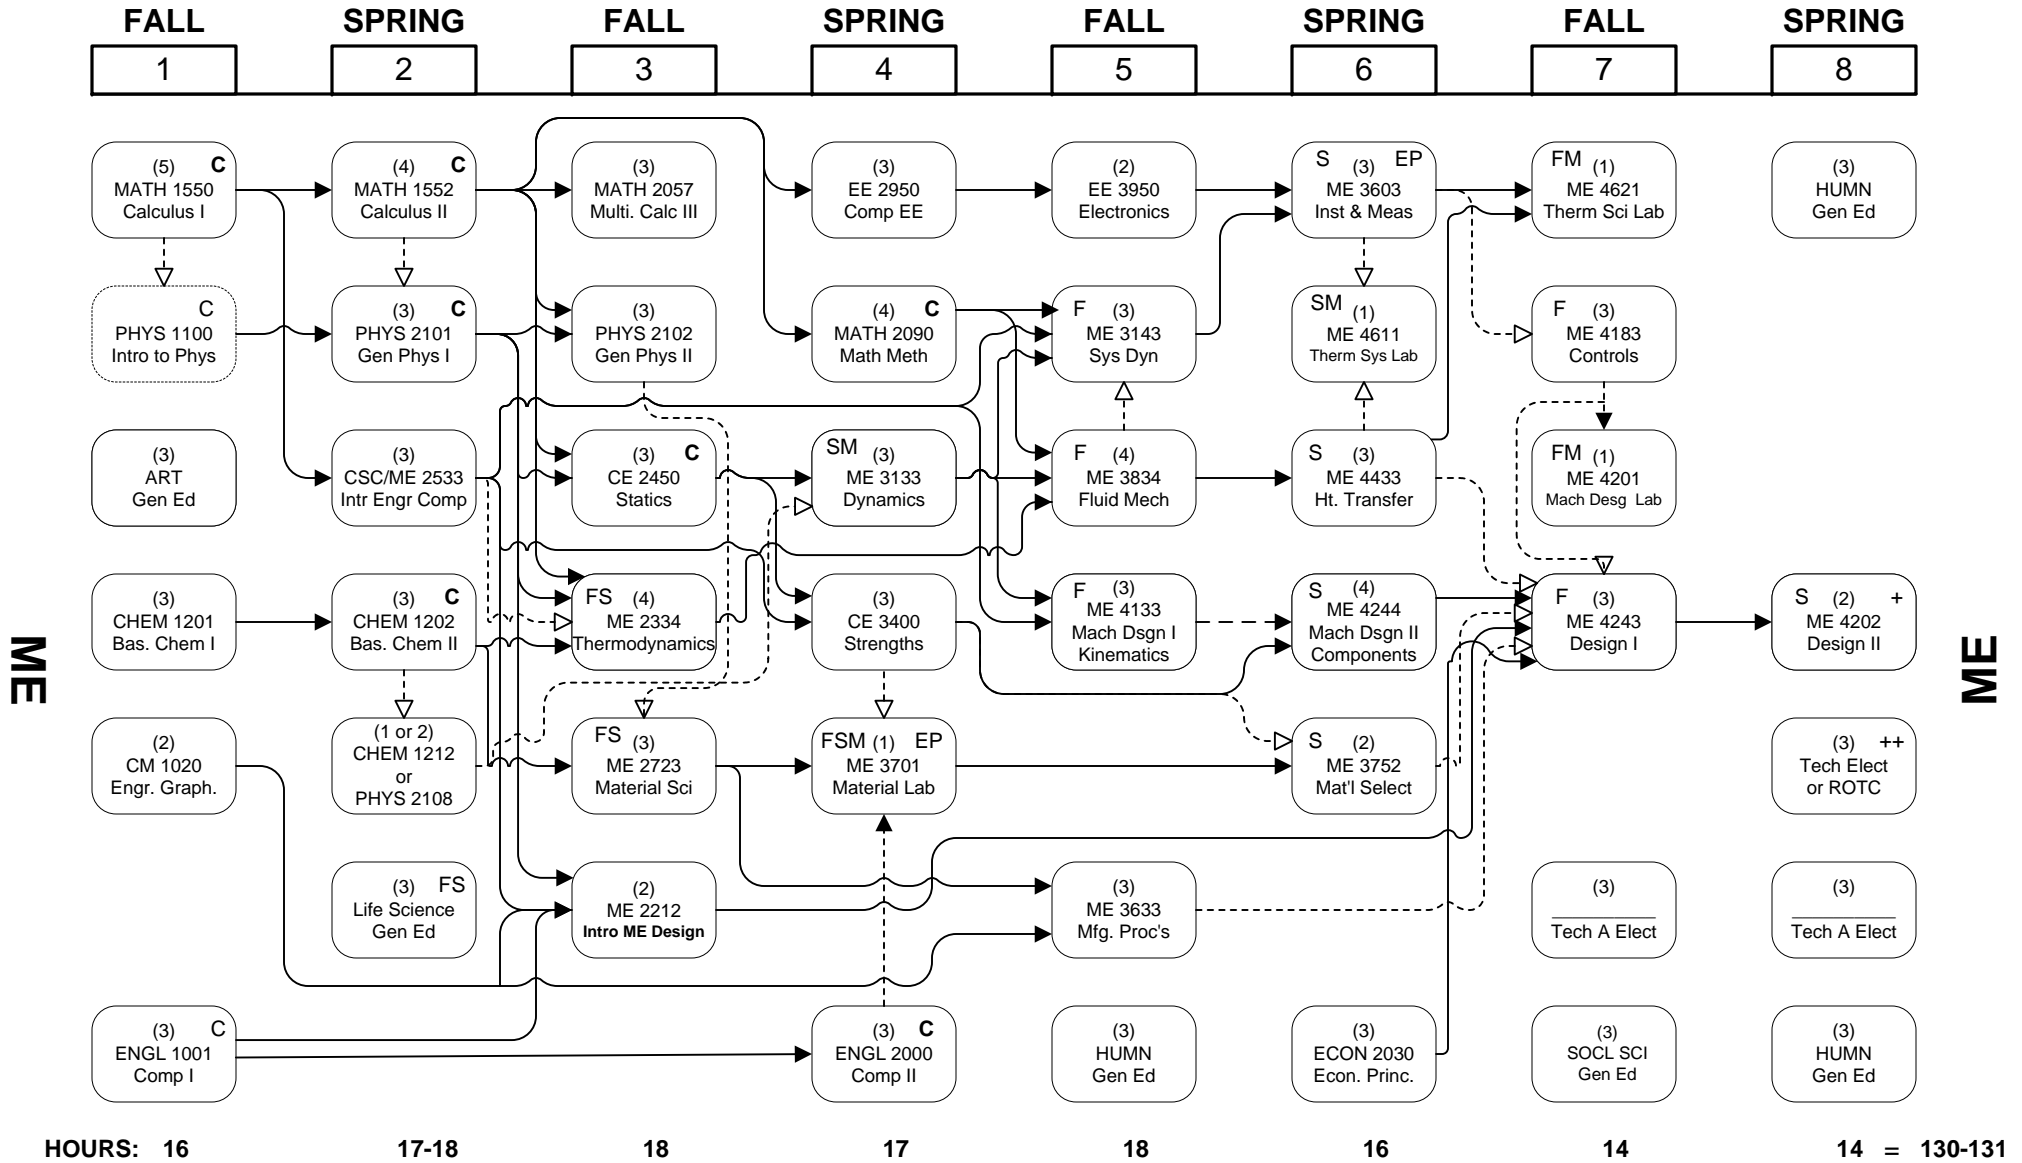 FALL SPRING FALL SPRING FALL SPRING FALL SPRING
1 2 3 4 5 6 7 8
(5) C
MATH 1550
Calculus I
(4) C
MATH 1552
Calculus II
(3)
MATH 2057
Multi. Calc III
(3)
EE 2950
Comp EE
(2)
EE 3950
Electronics
S (3) EP
ME 3603
Inst & Meas
FM (1)
ME 4621
Therm Sci Lab
(3)
HUMN
Gen Ed
C
PHYS 1100
Intro to Phys
(3) C
PHYS 2101
Gen Phys I
(3)
PHYS 2102
Gen Phys II
(4) C
MATH 2090
Math Meth
F (3)
ME 3143
Sys Dyn
SM (1)
ME 4611
Therm Sys Lab
F (3)
ME 4183
Controls
(3)
ART
Gen Ed
(3)
CSC/ME 2533
Intr Engr Comp
(3) C
CE 2450
Statics
SM (3)
ME 3133
Dynamics
F (4)
ME 3834
Fluid Mech
S (3)
ME 4433
Ht. Transfer
FM (1)
ME 4201
Mach Desg Lab
(3)
CHEM 1201
Bas. Chem I
(3) C
CHEM 1202
Bas. Chem II
FS (4)
ME 2334
Thermodynamics
(3)
CE 3400
Strengths
F (3)
ME 4133
Mach Dsgn I
Kinematics
S (4)
ME 4244
Mach Dsgn II
Components
F (3)
ME 4243
Design I
S (2) +
ME 4202
Design II
ME
ME
(2)
CM 1020
Engr. Graph.
(1 or 2)
CHEM 1212
or
PHYS 2108
FS (3)
ME 2723
Material Sci
FSM (1) EP
ME 3701
Material Lab
S (2)
ME 3752
Mat'l Select
(3) ++
Tech Elect
or ROTC
(3) FS
Life Science
Gen Ed
(2)
ME 2212
Intro ME Design
(3)
ME 3633
Mfg. Proc's
(3)
Tech A Elect
(3)
Tech A Elect
(3) C
ENGL 1001
Comp I
(3) C
ENGL 2000
Comp II
(3)
HUMN
Gen Ed
(3)
ECON 2030
Econ. Princ.
(3)
SOCL SCI
Gen Ed
(3)
HUMN
Gen Ed
HOURS: 16 17-18 18 17 18 16 14 14 = 130-131